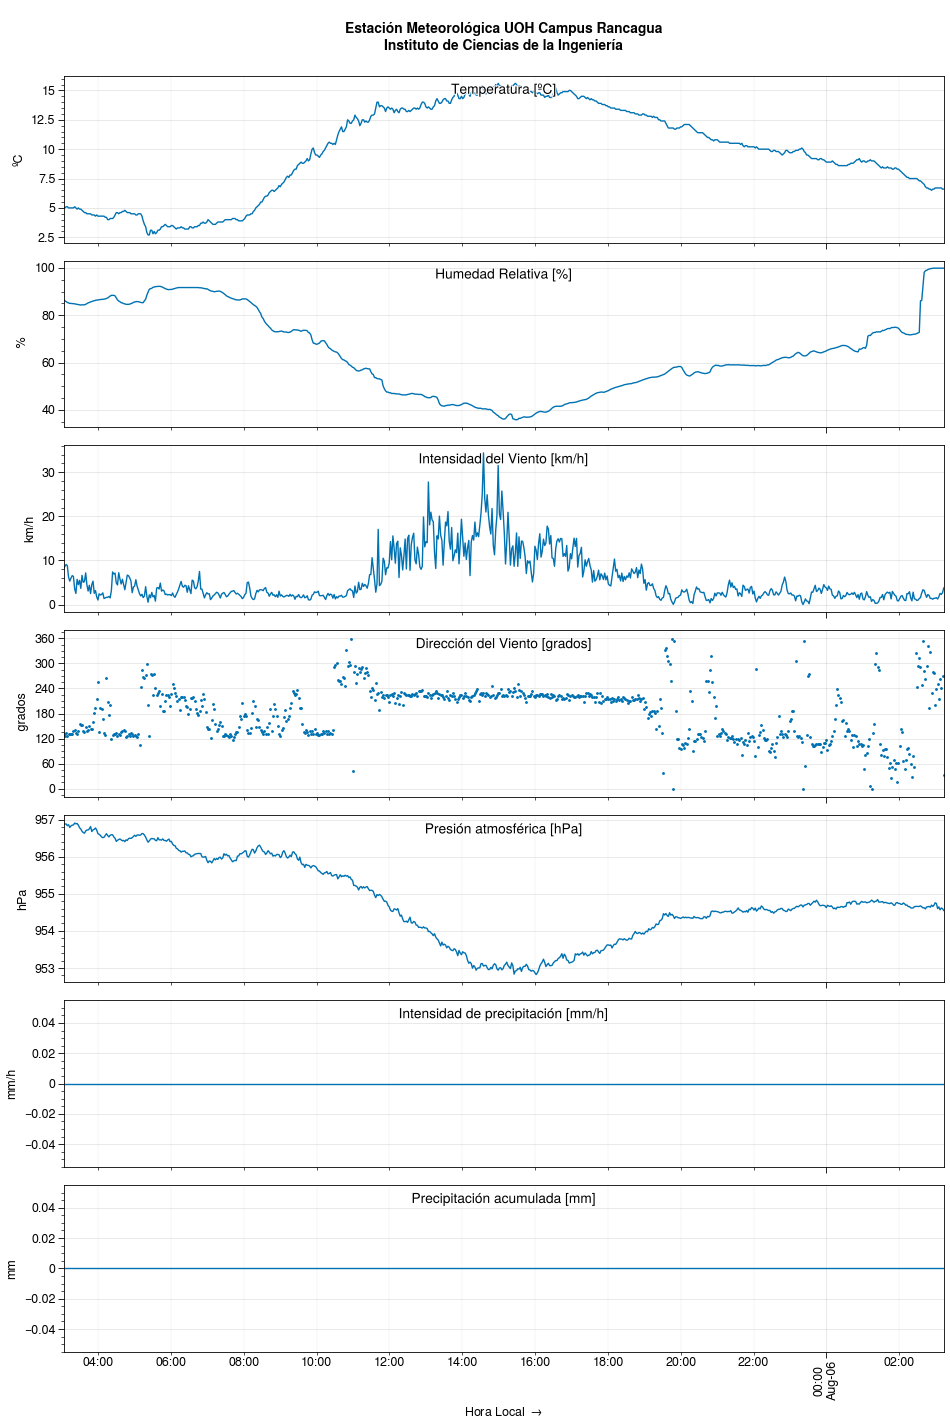 Estación Meteorológica UOH Campus Rancagua
Instituto de Ciencias de la Ingeniería
Temperatura [ºC]
15
12.5
10
7.5
5
2.5
ºC
Humedad Relativa [%]
100
80
60
40
%
Intensidad del Viento [km/h]
30
20
10
0
km/h
Dirección del Viento [grados]
360
300
240
180
120
60
0
grados
Presión atmosférica [hPa]
957
956
955
954
953
hPa
Intensidad de precipitación [mm/h]
0.04
0.02
0
−0.02
−0.04
mm/h
Precipitación acumulada [mm]
0.04
0.02
0
−0.02
−0.04
mm
04:00 06:00 08:00 10:00 12:00 14:00 16:00 18:00 20:00 22:00 00:00 02:00
Aug-06
Hora Local →